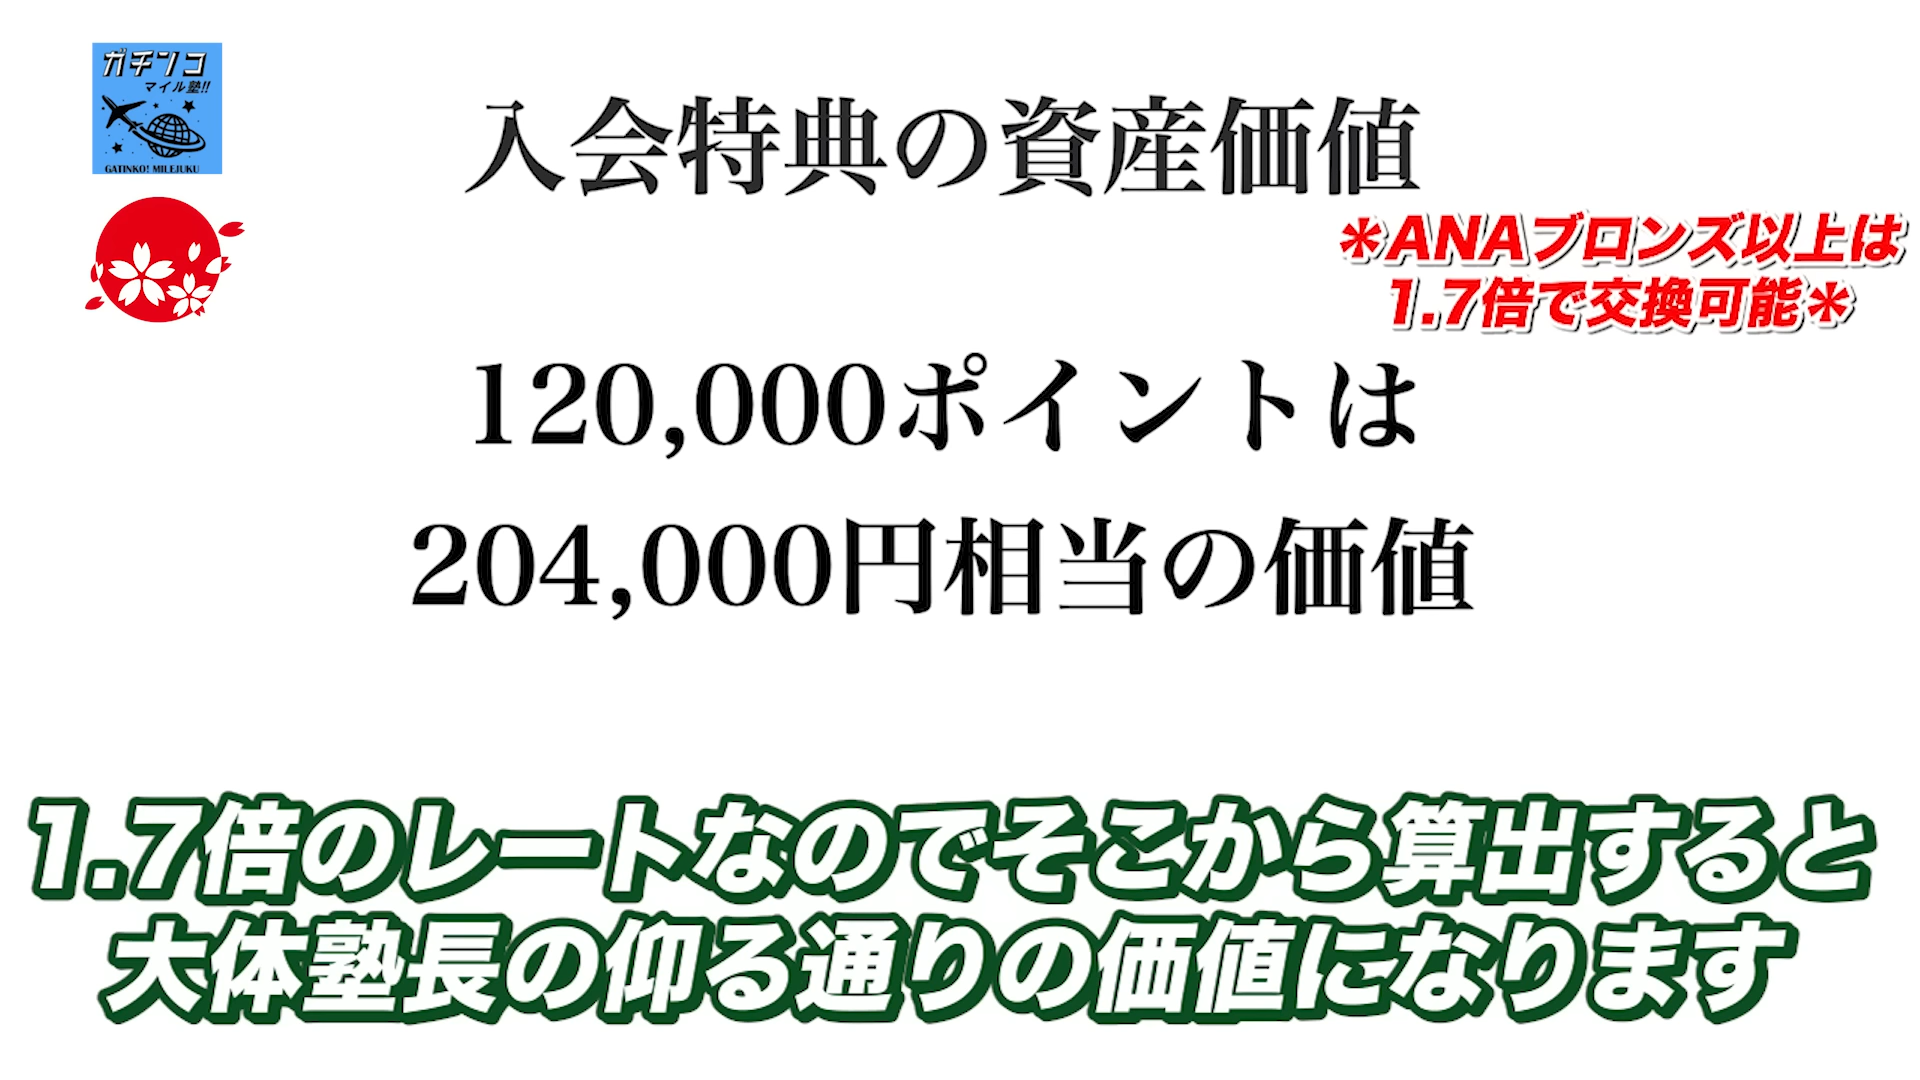 ガチンコ
マイル塾!!
GATINKO! MILEJUKU
入会特典の資産価値
＊ANAブロンズ以上は
1.7倍で交換可能＊
120,000ポイントは
204,000円相当の価値
1.7倍のレートなのでそこから算出すると
大体塾長の仰る通りの価値になります